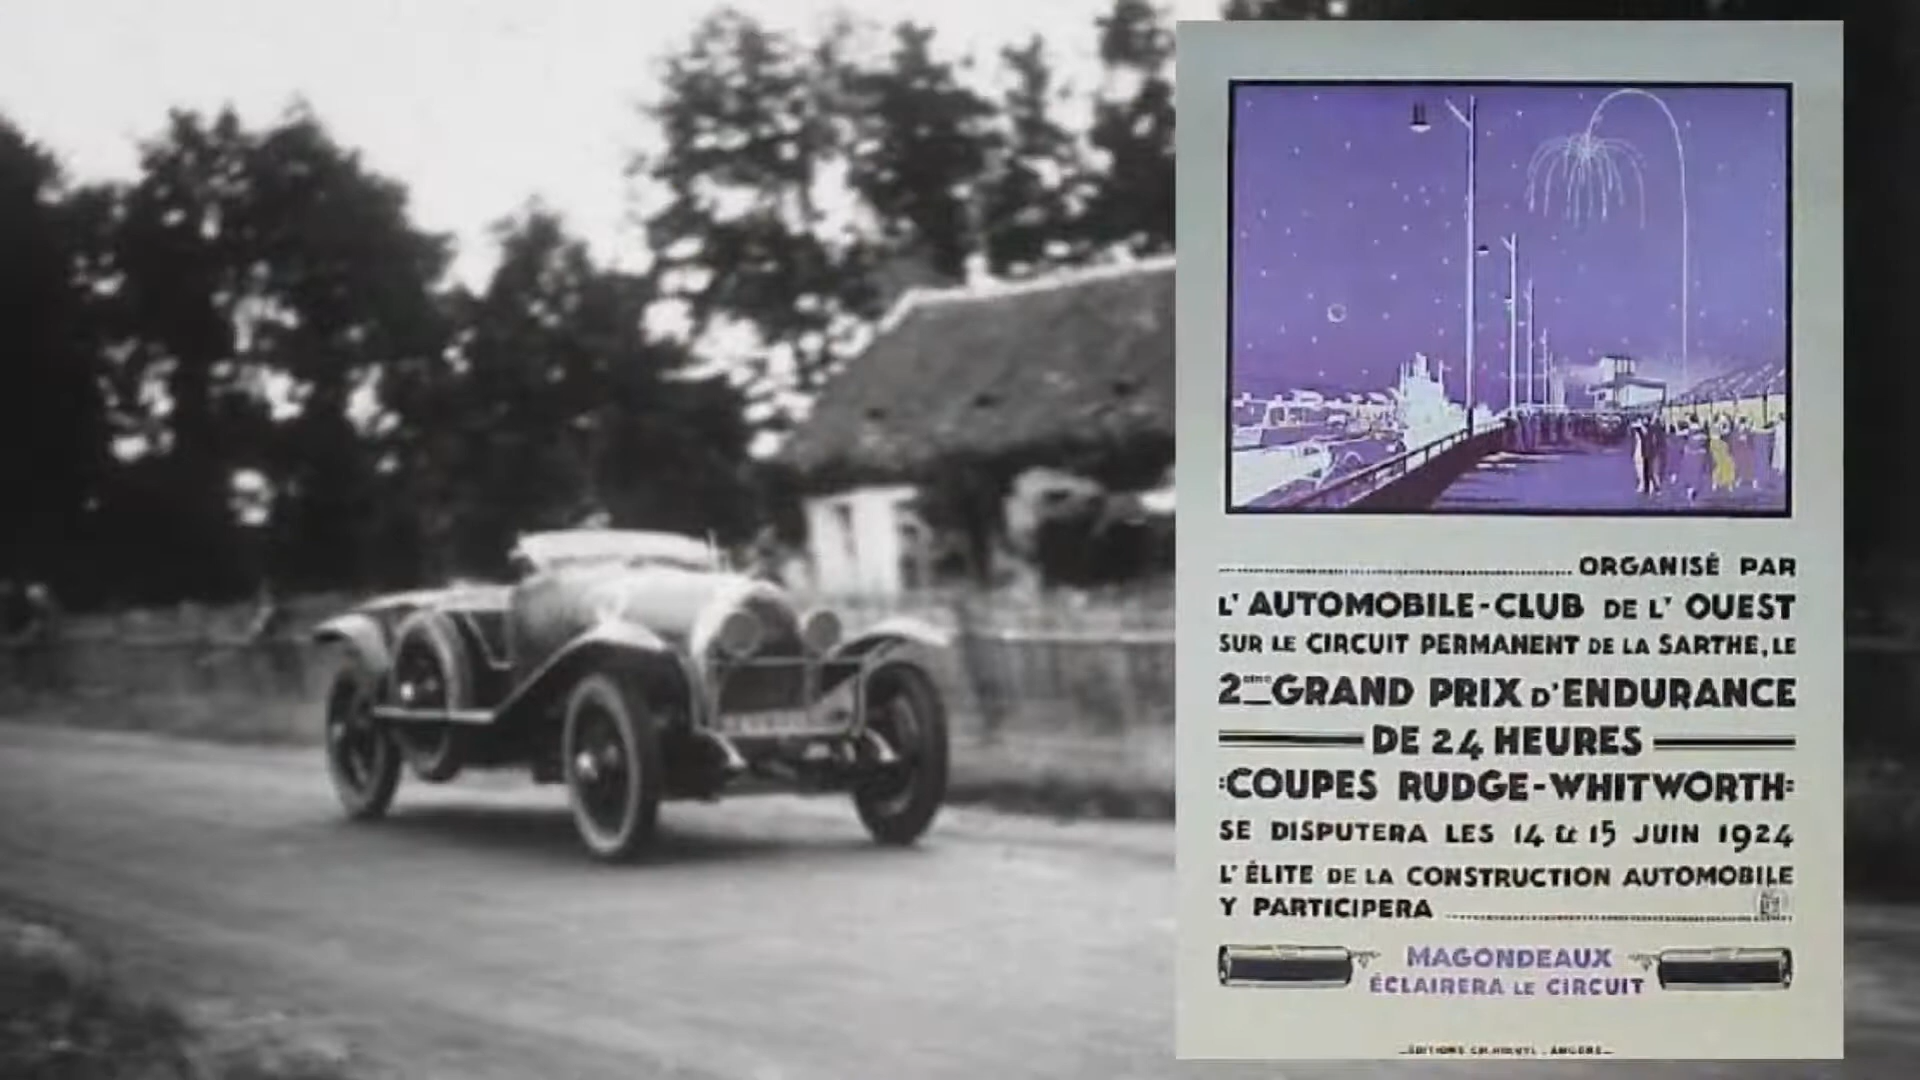 ORGANISÉ PAR
L' AUTOMOBILE-CLUB DE L' OUEST
SUR LE CIRCUIT PERMANENT DE LA SARTHE, LE
2ème GRAND PRIX D'ENDURANCE
DE 24 HEURES
COUPES RUDGE-WHITWORTH
SE DISPUTERA LES 14 & 15 JUIN 1924
L' ÉLITE DE LA CONSTRUCTION AUTOMOBILE
Y PARTICIPERA
MAGONDEAUX
ÉCLAIRERA LE CIRCUIT
EDITIONS ANGERS